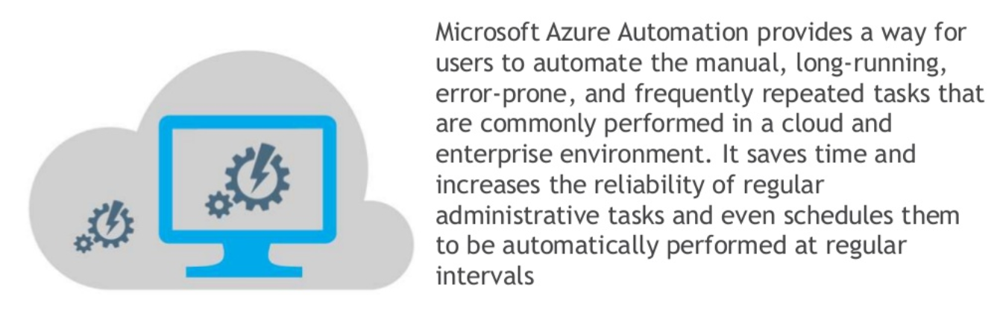 Microsoft Azure Automation provides a way for
users to automate the manual, long-running,
error-prone, and frequently repeated tasks that
are commonly performed in a cloud and
enterprise environment. It saves time and
increases the reliability of regular
administrative tasks and even schedules them
to be automatically performed at regular
intervals